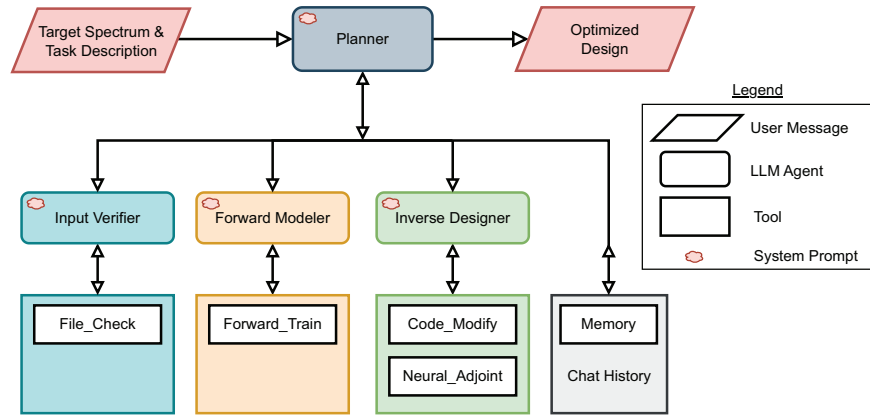 Target Spectrum &
Task Description
Planner
Optimized
Design
Legend
User Message
LLM Agent
Tool
System Prompt
Input Verifier
Forward Modeler
Inverse Designer
File_Check
Forward_Train
Code_Modify
Memory
Neural_Adjoint
Chat History